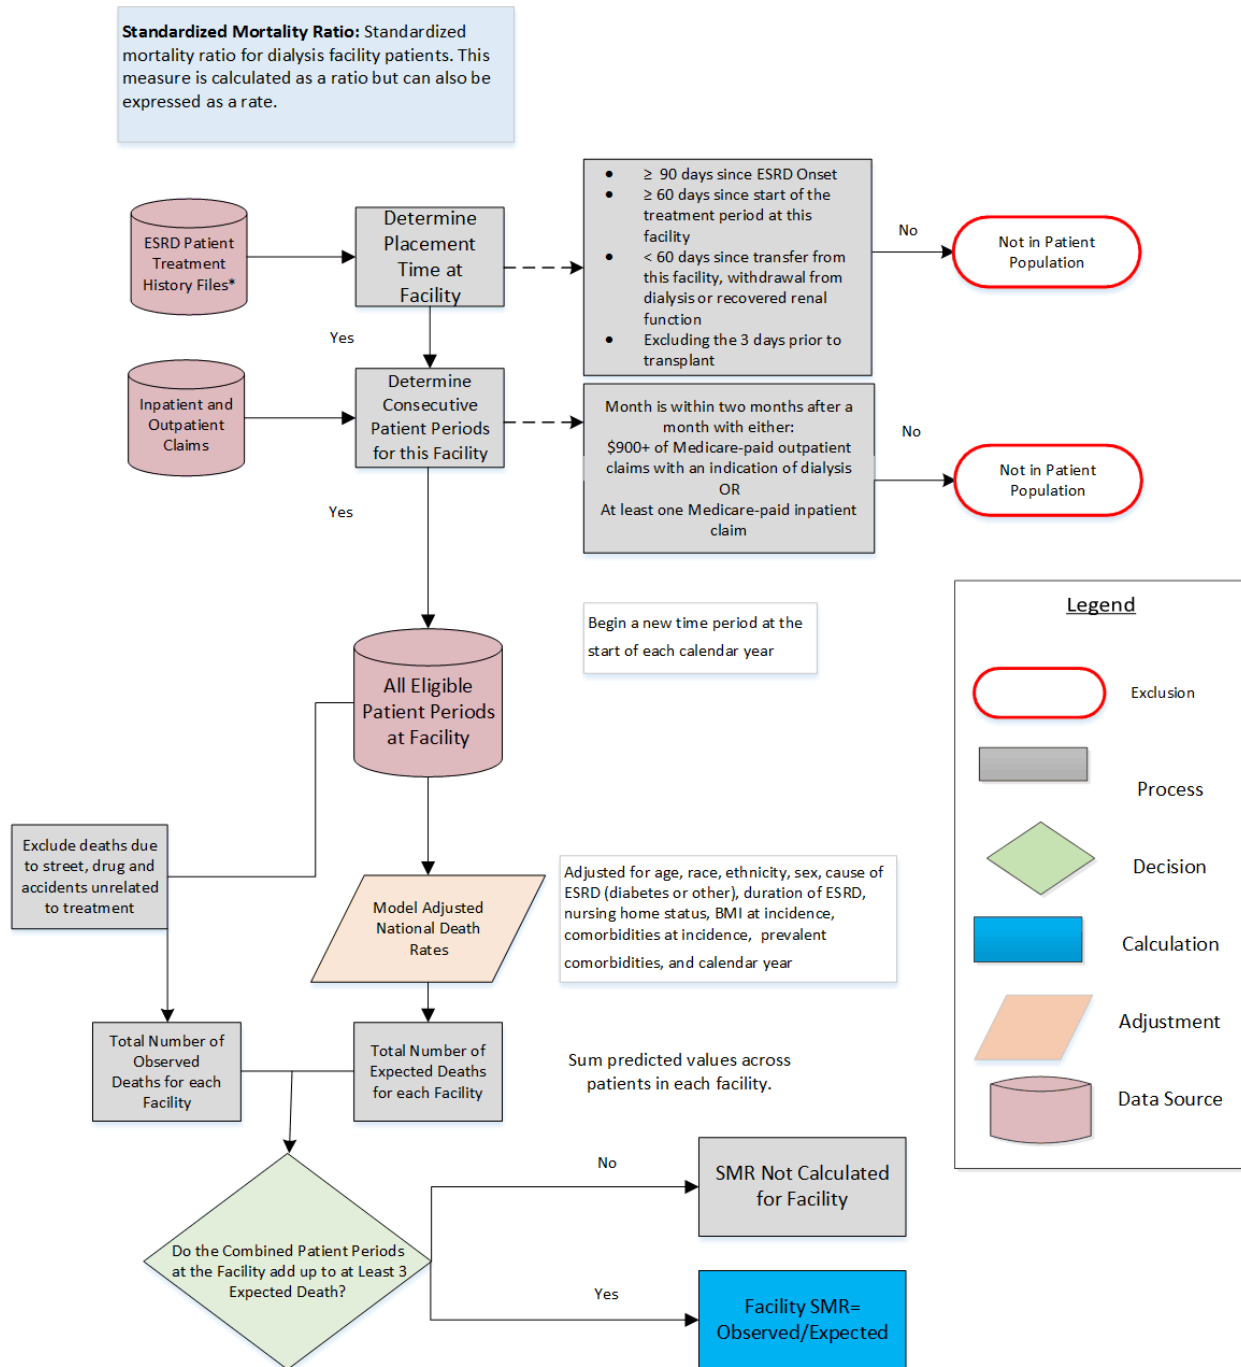 Standardized Mortality Ratio: Standardized
mortality ratio for dialysis facility patients. This
measure is calculated as a ratio but can also be
expressed as a rate.
ESRD Patient
Treatment
History Files*
Determine
Placement
Time at
Facility
• ≥ 90 days since ESRD Onset
• ≥ 60 days since start of the
treatment period at this
facility
• < 60 days since transfer from
this facility, withdrawal from
dialysis or recovered renal
function
• Excluding the 3 days prior to
transplant
No
Not in Patient
Population
Yes
Inpatient and
Outpatient
Claims
Determine
Consecutive
Patient Periods
for this Facility
Month is within two months after a
month with either:
$900+ of Medicare-paid outpatient
claims with an indication of dialysis
OR
At least one Medicare-paid inpatient
claim
No
Not in Patient
Population
Yes
Begin a new time period at the
start of each calendar year
All Eligible
Patient Periods
at Facility
Exclude deaths due
to street, drug and
accidents unrelated
to treatment
Model Adjusted
National Death
Rates
Adjusted for age, race, ethnicity, sex, cause of
ESRD (diabetes or other), duration of ESRD,
nursing home status, BMI at incidence,
comorbidities at incidence, prevalent
comorbidities, and calendar year
Total Number of
Observed
Deaths for each
Facility
Total Number of
Expected Deaths
for each Facility
Sum predicted values across
patients in each facility.
Do the Combined Patient Periods
at the Facility add up to at Least 3
Expected Death?
No
SMR Not Calculated
for Facility
Yes
Facility SMR=
Observed/Expected
Legend
Exclusion
Process
Decision
Calculation
Adjustment
Data Source